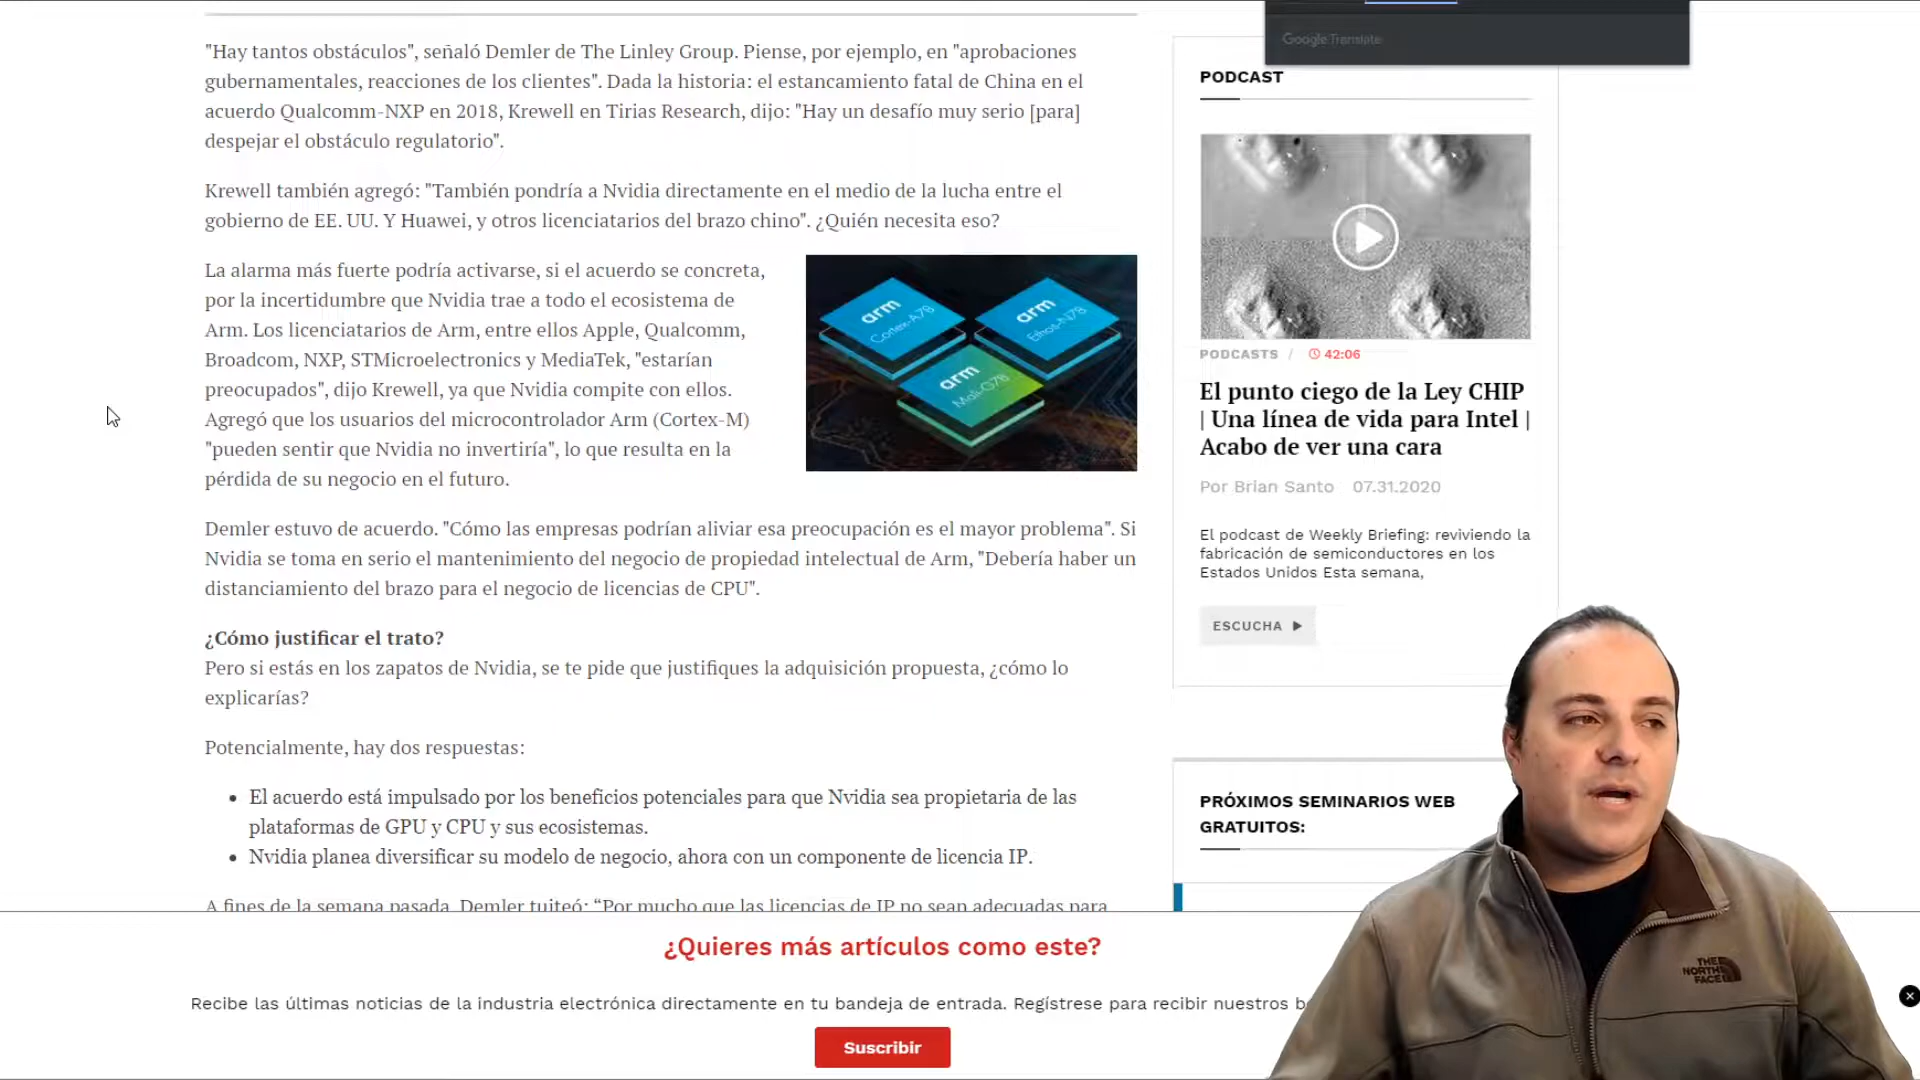 "Hay tantos obstáculos", señaló Demler de The Linley Group. Piense, por ejemplo, en "aprobaciones
gubernamentales, reacciones de los clientes". Dada la historia: el estancamiento fatal de China en el
acuerdo Qualcomm-NXP en 2018, Krewell en Tirias Research, dijo: "Hay un desafío muy serio [para]
despejar el obstáculo regulatorio".
Krewell también agregó: "También pondría a Nvidia directamente en el medio de la lucha entre el
gobierno de EE. UU. Y Huawei, y otros licenciatarios del brazo chino". ¿Quién necesita eso?
La alarma más fuerte podría activarse, si el acuerdo se concreta,
por la incertidumbre que Nvidia trae a todo el ecosistema de
Arm. Los licenciatarios de Arm, entre ellos Apple, Qualcomm,
Broadcom, NXP, STMicroelectronics y MediaTek, "estarían
preocupados", dijo Krewell, ya que Nvidia compite con ellos.
Agregó que los usuarios del microcontrolador Arm (Cortex-M)
"pueden sentir que Nvidia no invertiría", lo que resulta en la
pérdida de su negocio en el futuro.
arm
Cortex-A78
arm
Ethos-N78
arm
Mali-G78
Demler estuvo de acuerdo. "Cómo las empresas podrían aliviar esa preocupación es el mayor problema". Si
Nvidia se toma en serio el mantenimiento del negocio de propiedad intelectual de Arm, "Debería haber un
distanciamiento del brazo para el negocio de licencias de CPU".
¿Cómo justificar el trato?
Pero si estás en los zapatos de Nvidia, se te pide que justifiques la adquisición propuesta, ¿cómo lo
explicarías?
Potencialmente, hay dos respuestas:
• El acuerdo está impulsado por los beneficios potenciales para que Nvidia sea propietaria de las
plataformas de GPU y CPU y sus ecosistemas.
• Nvidia planea diversificar su modelo de negocio, ahora con un componente de licencia IP.
A fines de la semana pasada, Demler tuiteó: “Por mucho que las licencias de IP no sean adecuadas para
Google Translate
PODCAST
PODCASTS / 42:06
El punto ciego de la Ley CHIP
| Una línea de vida para Intel |
Acabo de ver una cara
Por Brian Santo 07.31.2020
El podcast de Weekly Briefing: reviviendo la
fabricación de semiconductores en los
Estados Unidos Esta semana,
ESCUCHA
PRÓXIMOS SEMINARIOS WEB
GRATUITOS:
¿Quieres más artículos como este?
Recibe las últimas noticias de la industria electrónica directamente en tu bandeja de entrada. Regístrese para recibir nuestros
Suscribir
THE
NORTH
FACE